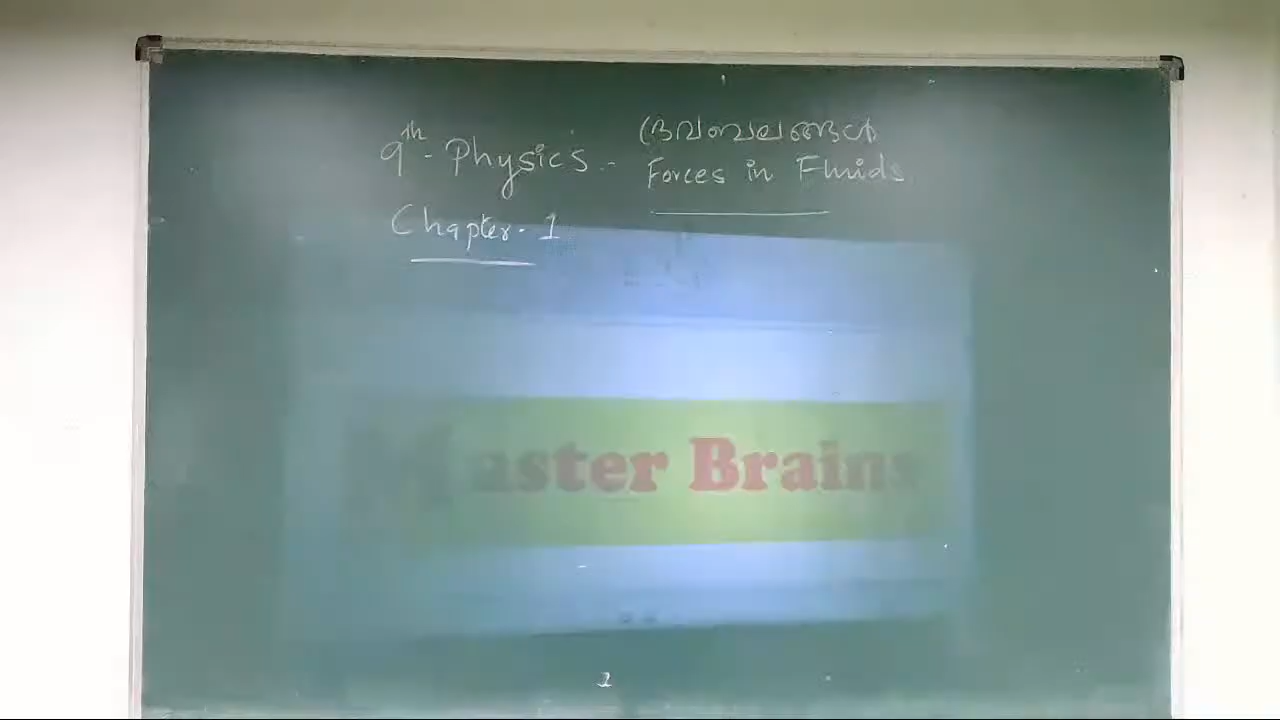 9th - Physics - ദ്രവബലങ്ങൾ
Forces in Fluids
Chapter - 1
Master Brains